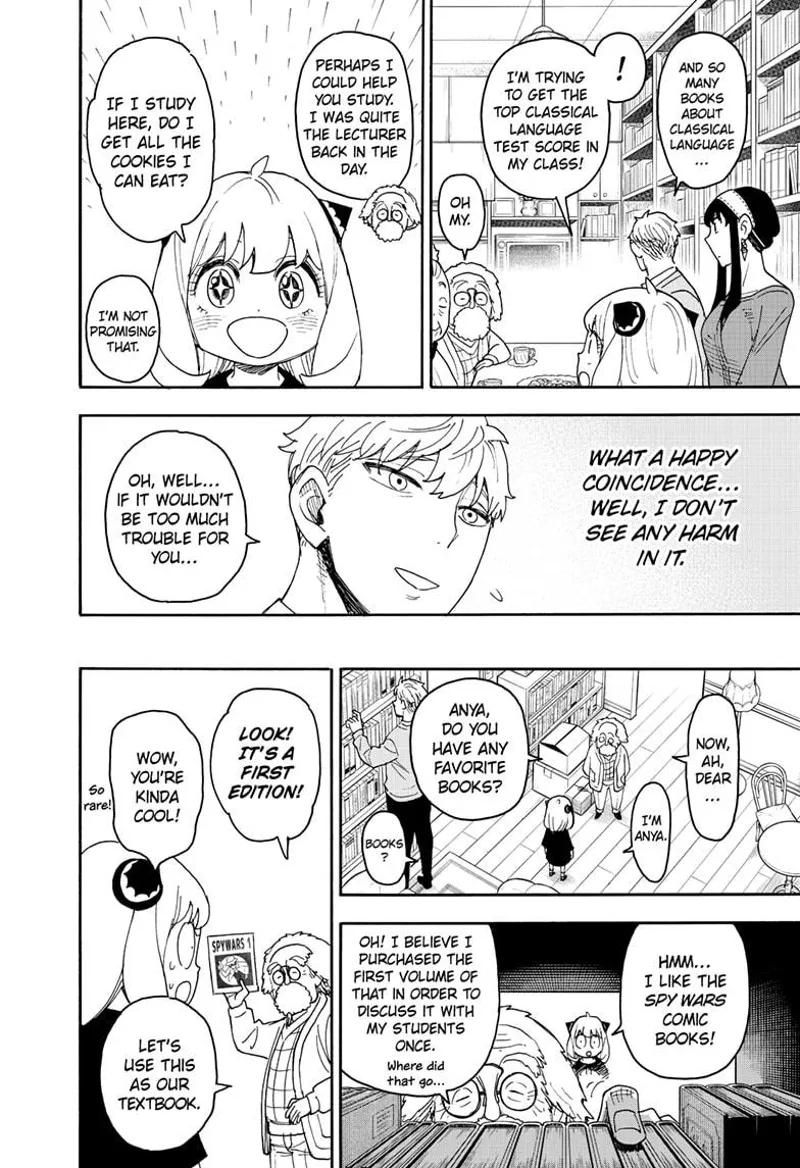 AND SO
MANY
BOOKS
ABOUT
CLASSICAL
LANGUAGE
...
!
I'M TRYING
TO GET THE
TOP CLASSICAL
LANGUAGE
TEST SCORE IN
MY CLASS!
OH
MY.
PERHAPS
I COULD HELP
YOU STUDY.
I WAS QUITE
THE LECTURER
BACK IN THE
DAY.
IF I STUDY
HERE, DO I
GET ALL THE
COOKIES I
CAN EAT?
I'M NOT
PROMISING
THAT.
WHAT A HAPPY
COINCIDENCE...
WELL, I DON'T
SEE ANY HARM
IN IT.
OH, WELL...
IF IT WOULDN'T
BE TOO MUCH
TROUBLE FOR
YOU...
NOW,
AH,
DEAR
...
I'M
ANYA.
ANYA,
DO YOU
HAVE ANY
FAVORITE
BOOKS?
BOOKS
?
HMM...
I LIKE THE
SPY WARS
COMIC
BOOKS!
OH! I BELIEVE I
PURCHASED THE
FIRST VOLUME OF
THAT IN ORDER TO
DISCUSS IT WITH
MY STUDENTS
ONCE.
Where did
that go...
LOOK!
IT'S A
FIRST
EDITION!
WOW,
YOU'RE
KINDA
COOL!
So
rare!
SPYWARS 1
LET'S
USE THIS
AS OUR
TEXTBOOK.